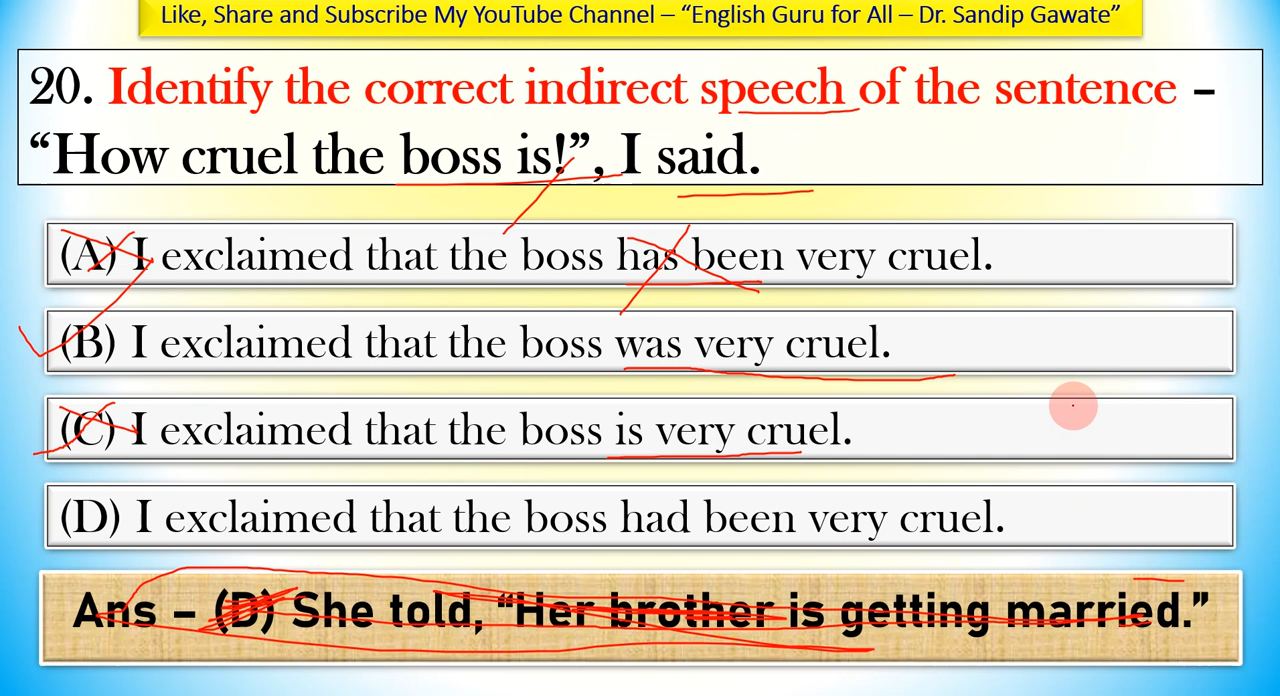 Like, Share and Subscribe My YouTube Channel – “English Guru for All – Dr. Sandip Gawate”
20. Identify the correct indirect speech of the sentence –
“How cruel the boss is!”, I said.
(A) I exclaimed that the boss has been very cruel.
(B) I exclaimed that the boss was very cruel.
(C) I exclaimed that the boss is very cruel.
(D) I exclaimed that the boss had been very cruel.
Ans – (D) She told, “Her brother is getting married.”